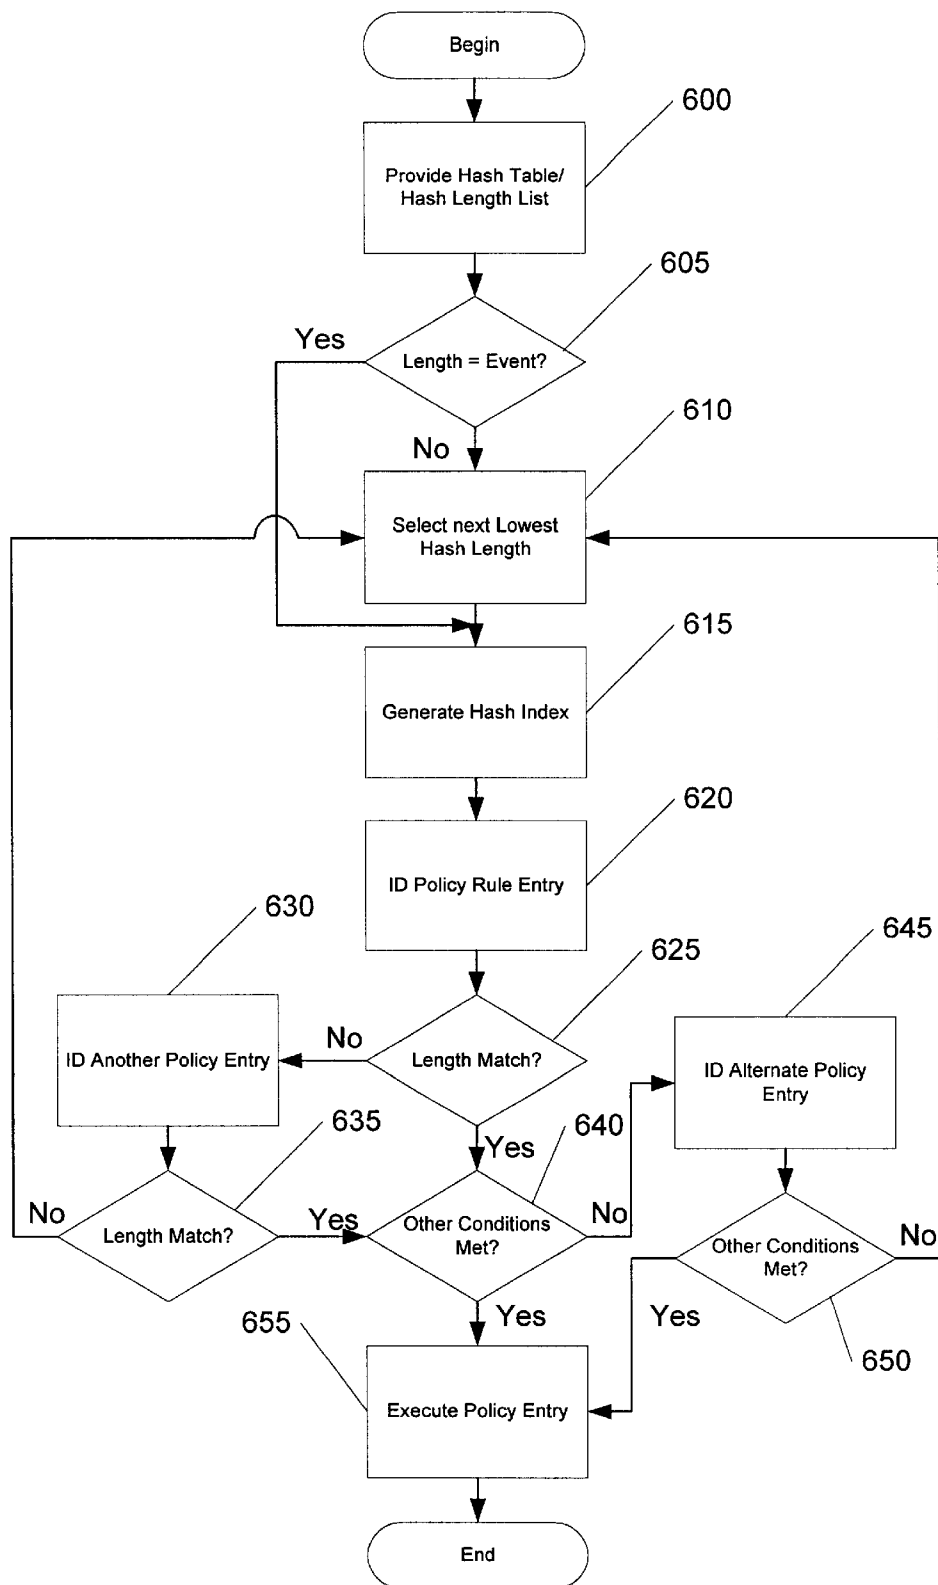 Begin
600
Provide Hash Table/
Hash Length List
605
Yes
Length = Event?
610
No
Select next Lowest
Hash Length
615
Generate Hash Index
620
ID Policy Rule Entry
630
625
645
No
ID Another Policy Entry
Length Match?
ID Alternate Policy
Entry
635
640
Yes
No
Length Match?
Yes
Other Conditions
Met?
No
Other Conditions
Met?
No
655
Yes
Yes
650
Execute Policy Entry
End